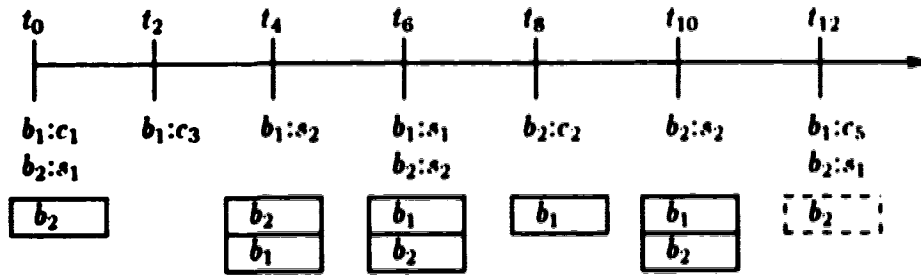 t₀ t₂ t₄ t₆ t₈ t₁₀ t₁₂
b₁:c₁ b₁:c₃ b₁:s₂ b₁:s₁ b₂:c₂ b₂:s₂ b₁:c₅
b₂:s₁ b₂:s₂ b₂:s₁
b₂ b₂ b₁ b₁ b₁ b₂
b₁ b₂ b₂